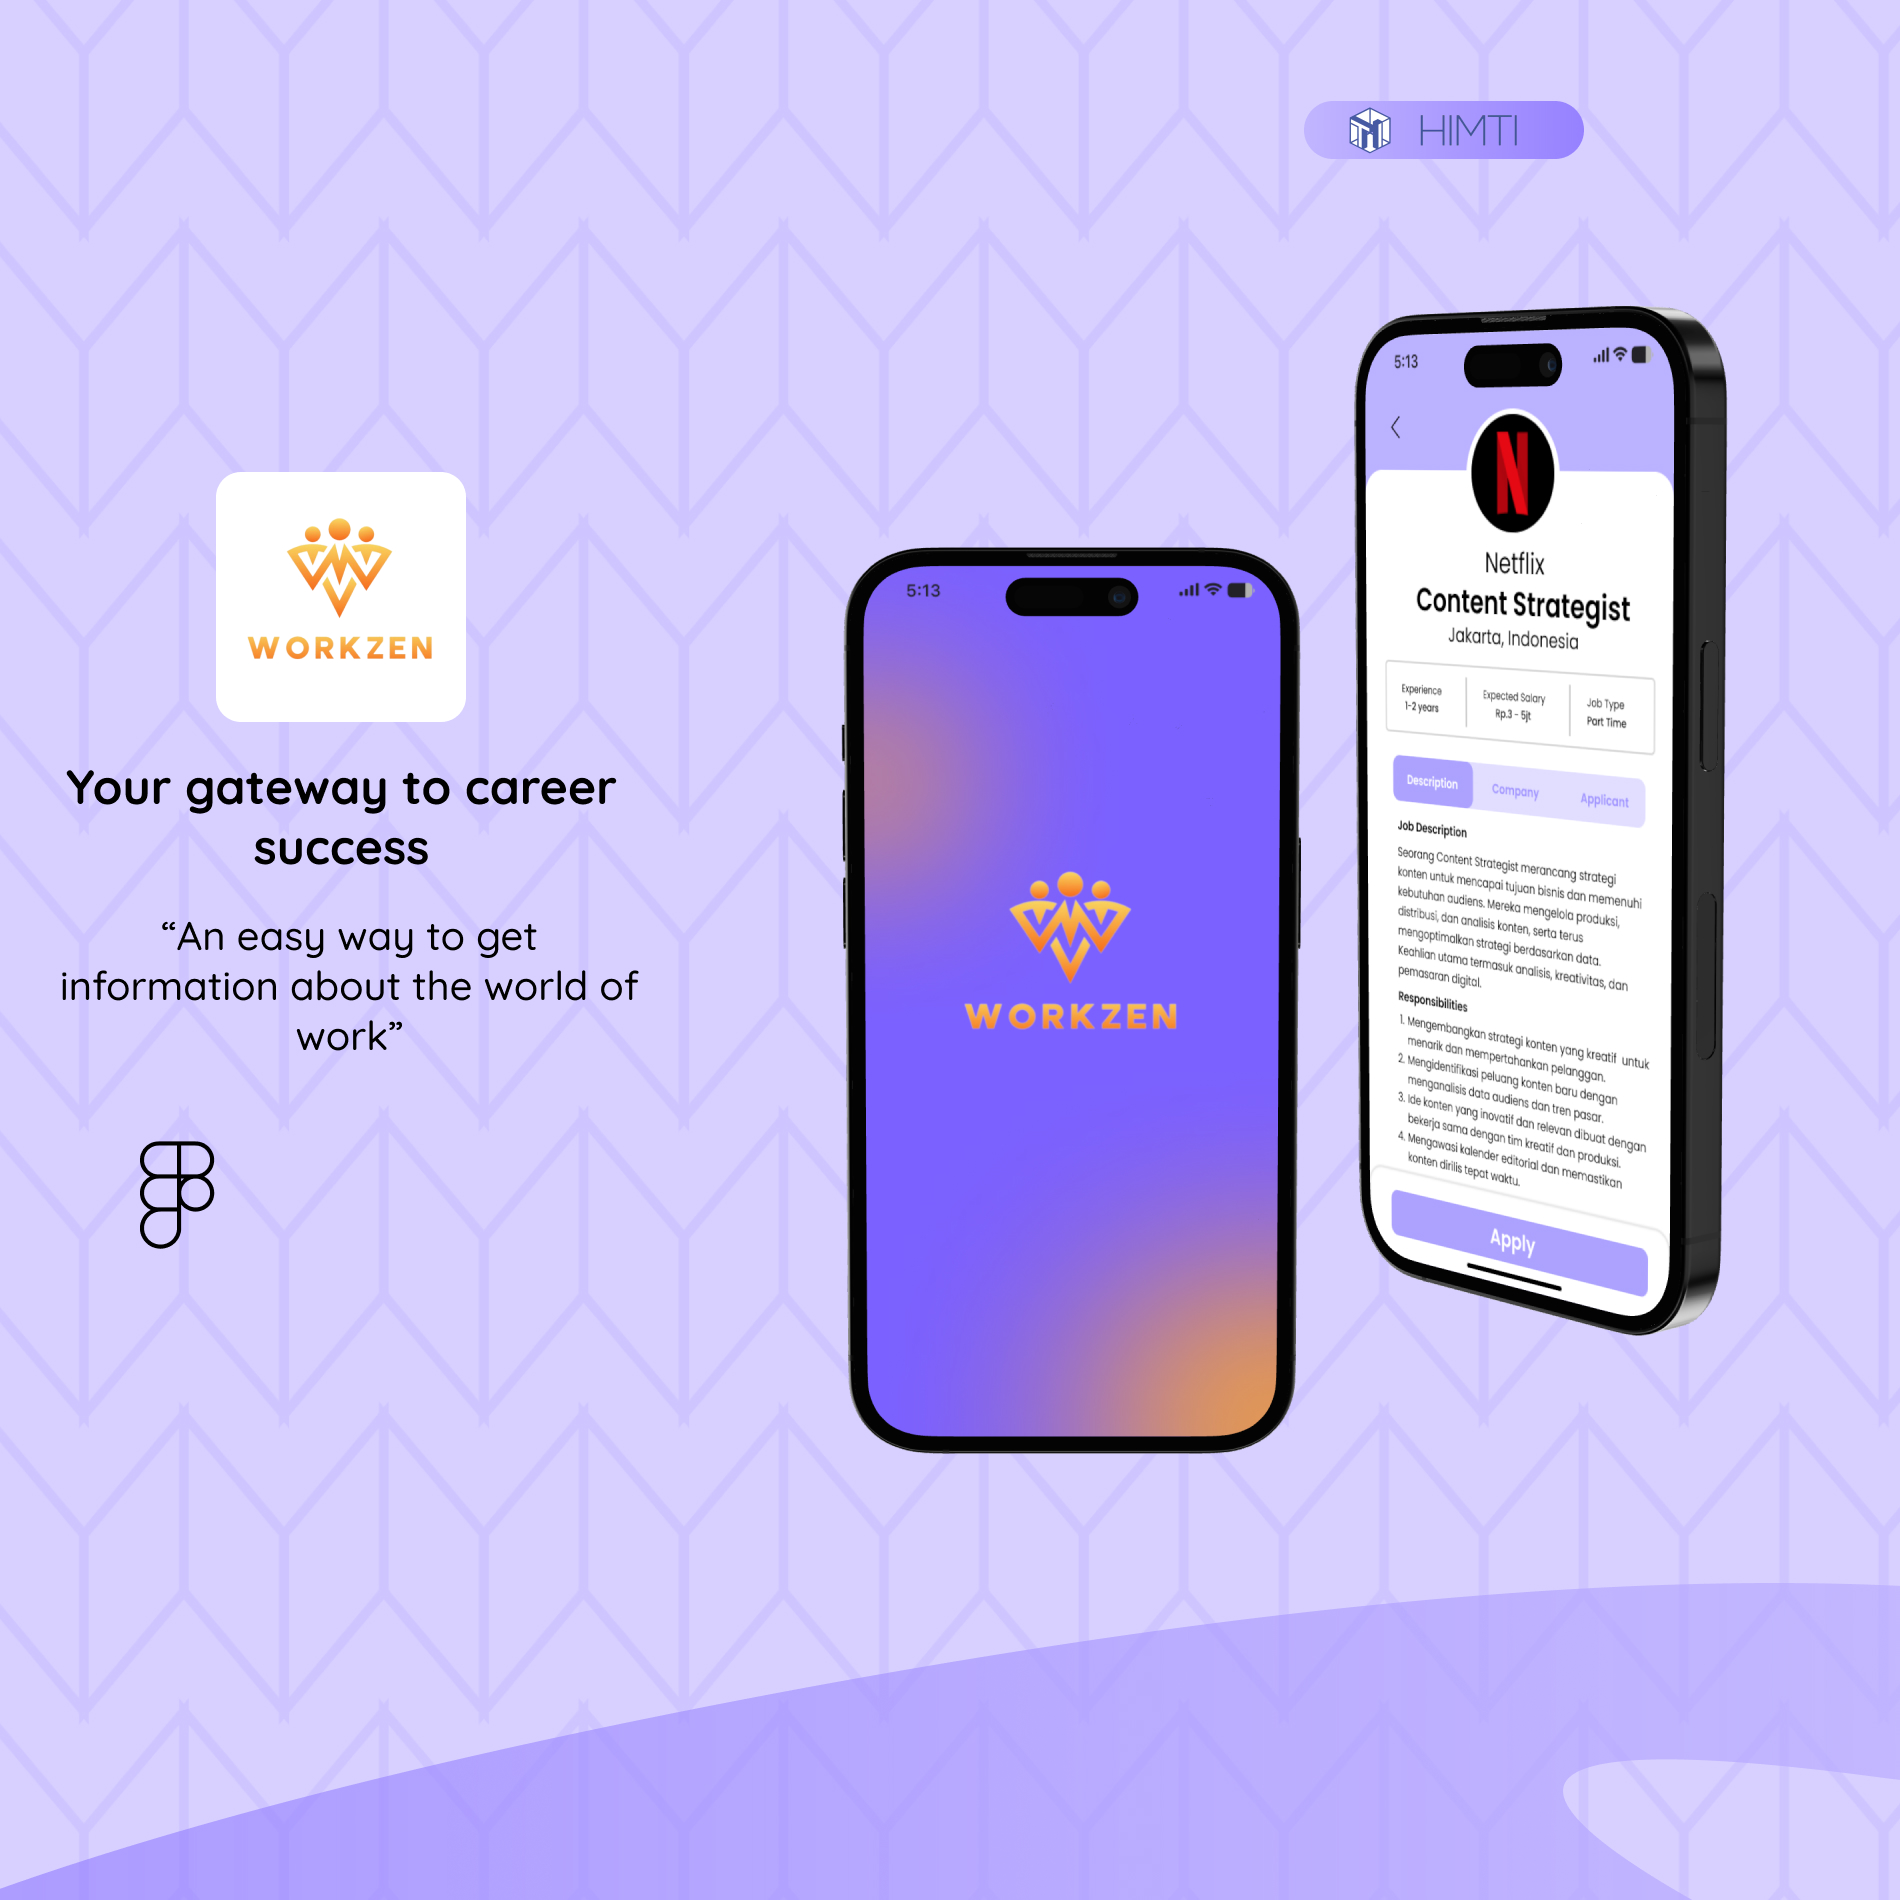 HIMTI
WORKZEN
Your gateway to career
success
“An easy way to get
information about the world of
work”
5:13
WORKZEN
5:13
N
Netflix
Content Strategist
Jakarta, Indonesia
Experience
1-2 years
Expected Salary
Rp.3 - 5jt
Job Type
Part Time
Description
Company
Applicant
Job Description
Seorang Content Strategist merancang strategi
konten untuk mencapai tujuan bisnis dan memenuhi
kebutuhan audiens. Mereka mengelola produksi,
distribusi, dan analisis konten, serta terus
mengoptimalkan strategi berdasarkan data.
Keahlian utama termasuk analisis, kreativitas, dan
pemasaran digital.
Responsibilities
1. Mengembangkan strategi konten yang kreatif untuk
menarik dan mempertahankan pelanggan.
2. Mengidentifikasi peluang konten baru dengan
menganalisis data audiens dan tren pasar.
3. Ide konten yang inovatif dan relevan dibuat dengan
bekerja sama dengan tim kreatif dan produksi.
4. Mengawasi kalender editorial dan memastikan
konten dirilis tepat waktu.
Apply